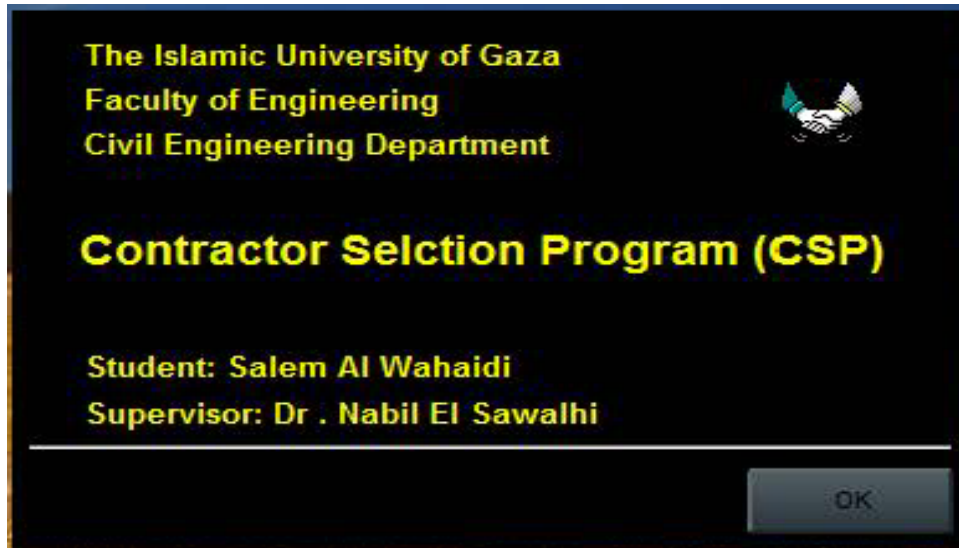 The Islamic University of Gaza
Faculty of Engineering
Civil Engineering Department
Contractor Selction Program (CSP)
Student: Salem Al Wahaidi
Supervisor: Dr . Nabil El Sawalhi
OK